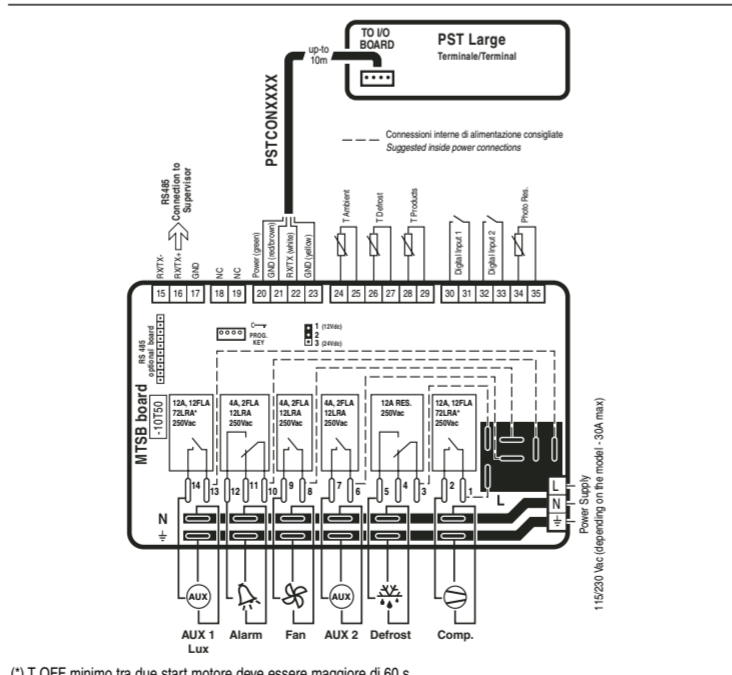 TO I/O
BOARD
PST Large
Terminale/Terminal
up-to
10m
PSTCONXXXX
Connessioni interne di alimentazione consigliate
Suggested inside power connections
RS485
Connection to
Supervisor
RX/TX-
RX/TX+
GND
NC
NC
Power (green)
GND (red/brown)
RX/TX (white)
GND (yellow)
T Ambient
T Defrost
T Products
Digital Input 1
Digital Input 2
Photo Res.
15 16 17 18 19 20 21 22 23 24 25 26 27 28 29 30 31 32 33 34 35
RS 485
optional board
PROG.
KEY
1 (12Vdc)
2
3 (24Vdc)
MTSB board
-10T50
12A, 12FLA
72LRA*
250Vac
4A, 2FLA
12LRA
250Vac
4A, 2FLA
12LRA
250Vac
4A, 2FLA
12LRA
250Vac
12A RES.
250Vac
12A, 12FLA
72LRA*
250Vac
14 13 12 11 10 9 8 7 6 5 4 3 2 1
L
L
N
N
Power Supply
115/230 Vac (depending on the model - 30A max)
AUX
AUX
AUX 1
Lux
Alarm
Fan
AUX 2
Defrost
Comp.
(*) T OFF minimo tra due start motore deve essere maggiore di 60 s